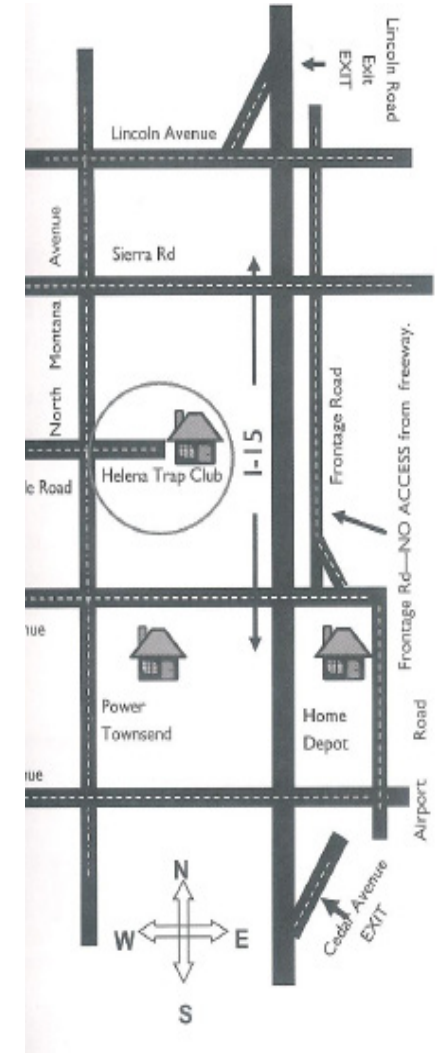 Lincoln Road
Exit
EXIT
Lincoln Avenue
Sierra Rd
North Montana Avenue
I-15
Frontage Road
Frontage Rd—NO ACCESS from freeway.
Helena Trap Club
le Road
nue
Power
Townsend
Home
Depot
ue
Airport Road
Cedar Avenue
EXIT
N
W
E
S